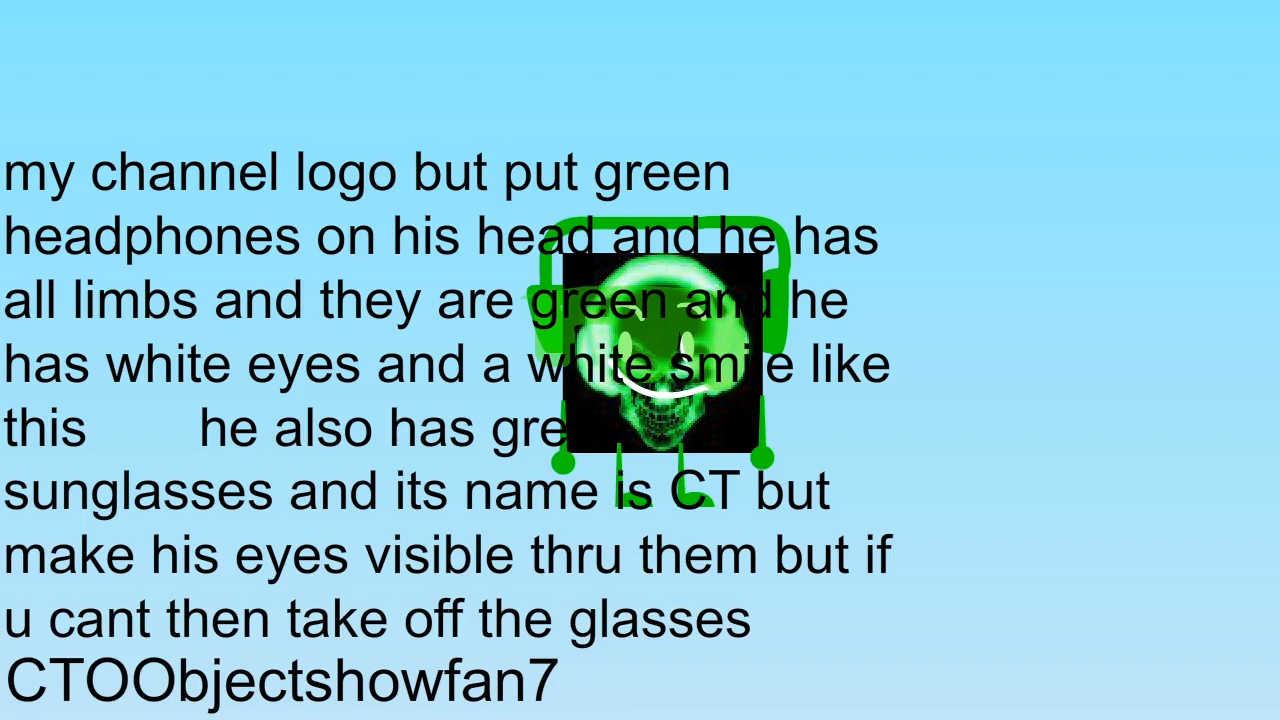 my channel logo but put green
headphones on his head and he has
all limbs and they are green and he
has white eyes and a white smile like
this he also has gre
sunglasses and its name is CT but
make his eyes visible thru them but if
u cant then take off the glasses
CTOObjectshowfan7